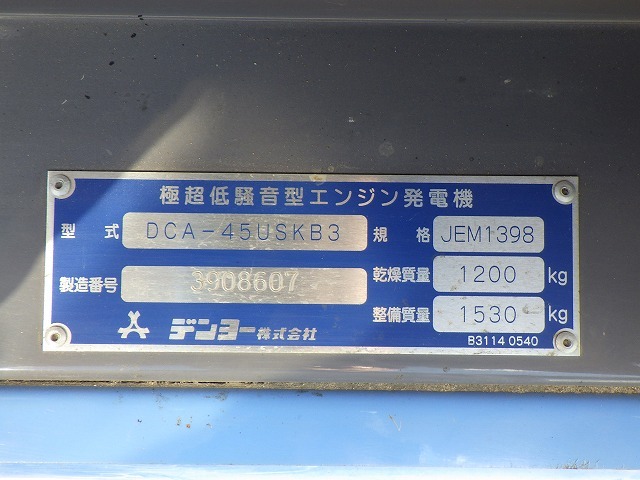 極超低騒音型エンジン発電機
型 式 DCA-45USKB3 規 格 JEM1398
製造番号 3908607 乾燥質量 1200 kg
整備質量 1530 kg
デンヨー株式会社
B3114 0540